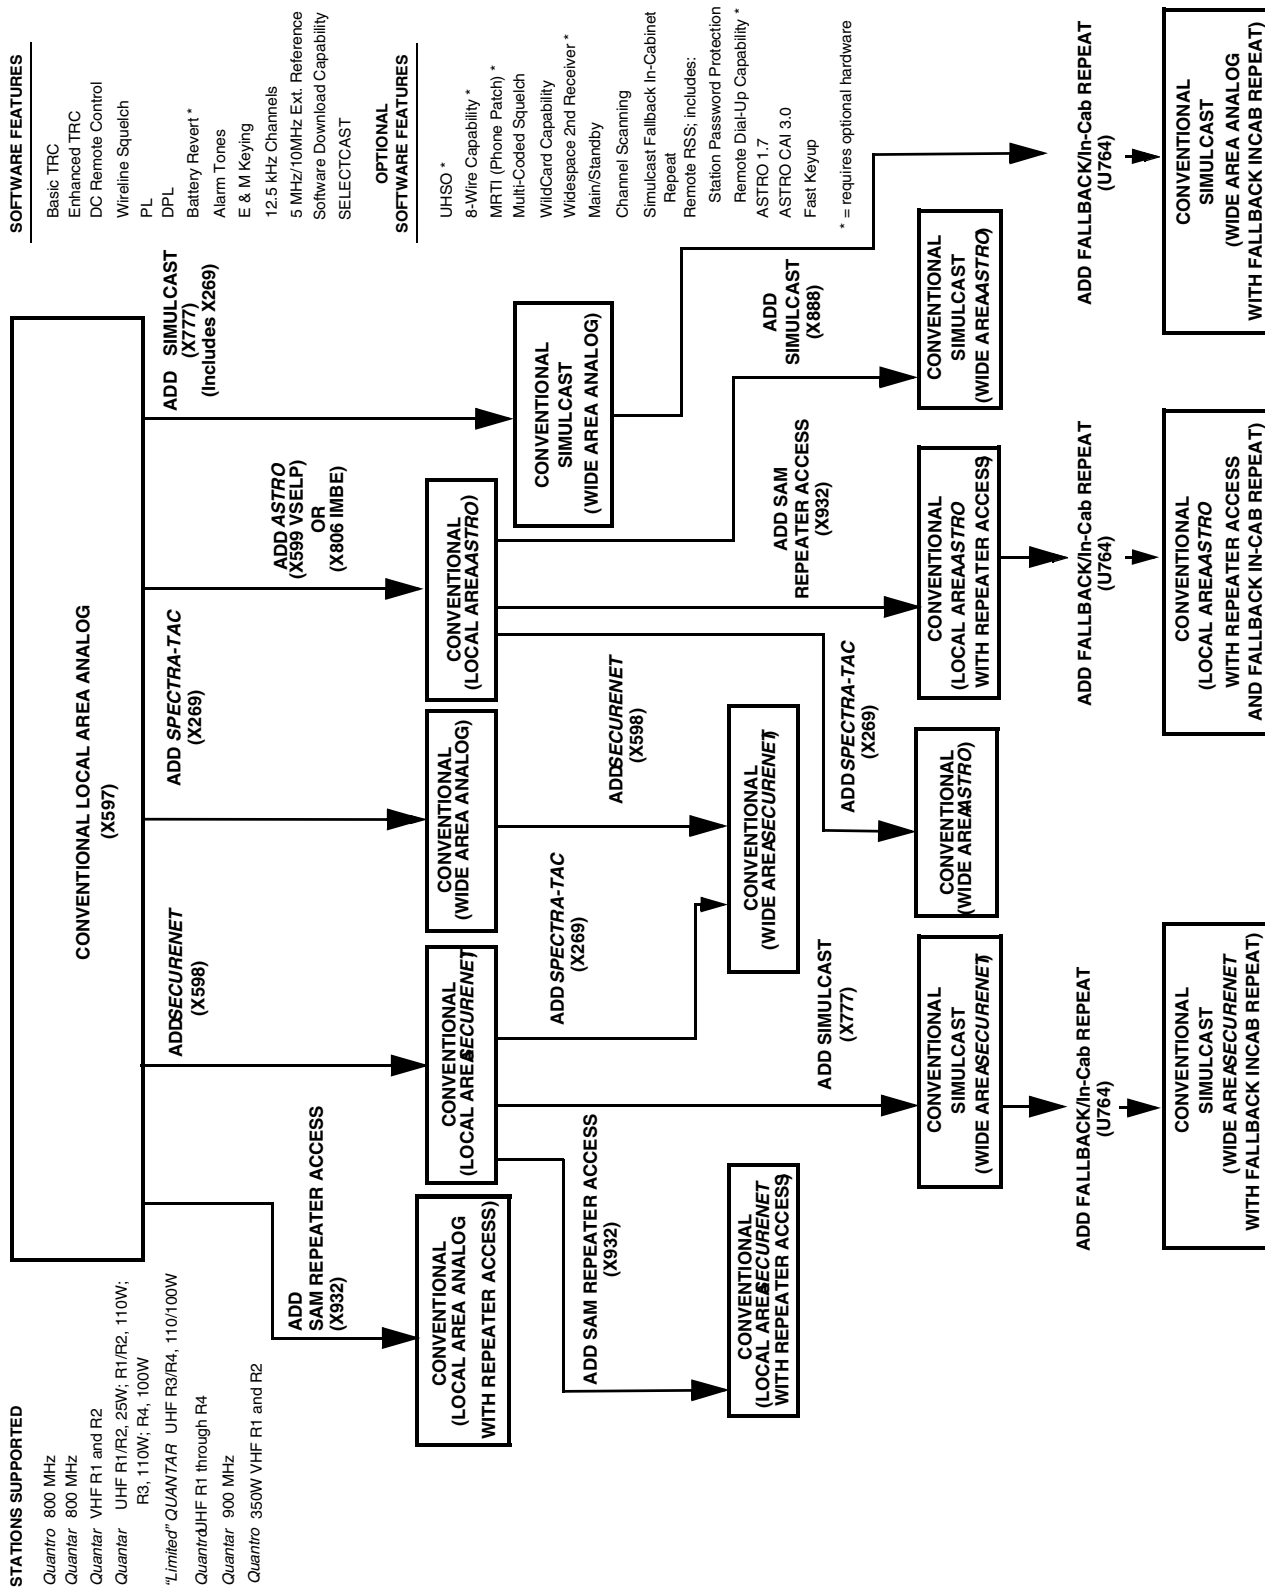 STATIONS SUPPORTED
Quantro 800 MHz
Quantar 800 MHz
Quantar VHF R1 and R2
Quantar UHF R1/R2, 25W; R1/R2, 110W;
R3, 110W; R4, 100W
“Limited” QUANTAR UHF R3/R4, 110/100W
Quantro UHF R1 through R4
Quantar 900 MHz
Quantro 350W VHF R1 and R2
CONVENTIONAL LOCAL AREA ANALOG
(X597)
SOFTWARE FEATURES
Basic TRC
Enhanced TRC
DC Remote Control
Wireline Squelch
PL
DPL
Battery Revert *
Alarm Tones
E & M Keying
12.5 kHz Channels
5 MHz/10MHz Ext. Reference
Software Download Capability
SELECTCAST
OPTIONAL
SOFTWARE FEATURES
UHSO *
8-Wire Capability *
MRTI (Phone Patch) *
Multi-Coded Squelch
WildCard Capability
Widespace 2nd Receiver *
Main/Standby
Channel Scanning
Simulcast Fallback In-Cabinet
Repeat
Remote RSS; includes:
Station Password Protection
Remote Dial-Up Capability *
ASTRO 1.7
ASTRO CAI 3.0
Fast Keyup
* = requires optional hardware
ADD
SAM REPEATER ACCESS
(X932)
ADD SECURENET
(X598)
ADD SPECTRA-TAC
(X269)
ADD ASTRO
(X599 VSELP)
OR
(X806 IMBE)
ADD SIMULCAST
(X777)
(Includes X269)
CONVENTIONAL
(LOCAL AREA ANALOG
WITH REPEATER ACCESS)
CONVENTIONAL
(LOCAL AREA SECURENET)
CONVENTIONAL
(WIDE AREA ANALOG)
CONVENTIONAL
(LOCAL AREA ASTRO)
CONVENTIONAL
SIMULCAST
(WIDE AREA ANALOG)
ADD SAM REPEATER ACCESS
(X932)
ADD SPECTRA-TAC
(X269)
ADD SECURENET
(X598)
CONVENTIONAL
(LOCAL AREA SECURENET
WITH REPEATER ACCESS)
CONVENTIONAL
(WIDE AREA SECURENET)
ADD SIMULCAST
(X777)
ADD SPECTRA-TAC
(X269)
ADD SAM
REPEATER ACCESS
(X932)
ADD
SIMULCAST
(X888)
CONVENTIONAL
SIMULCAST
(WIDE AREA SECURENET)
CONVENTIONAL
(WIDE AREA ASTRO)
CONVENTIONAL
(LOCAL AREA ASTRO
WITH REPEATER ACCESS)
CONVENTIONAL
SIMULCAST
(WIDE AREA ASTRO)
ADD FALLBACK/In-Cab REPEAT
(U764)
ADD FALLBACK/In-Cab REPEAT
(U764)
ADD FALLBACK/In-Cab REPEAT
(U764)
CONVENTIONAL
SIMULCAST
(WIDE AREA SECURENET
WITH FALLBACK INCAB REPEAT)
CONVENTIONAL
(LOCAL AREA ASTRO
WITH REPEATER ACCESS
AND FALLBACK IN-CAB REPEAT)
CONVENTIONAL
SIMULCAST
(WIDE AREA ANALOG
WITH FALLBACK INCAB REPEAT)